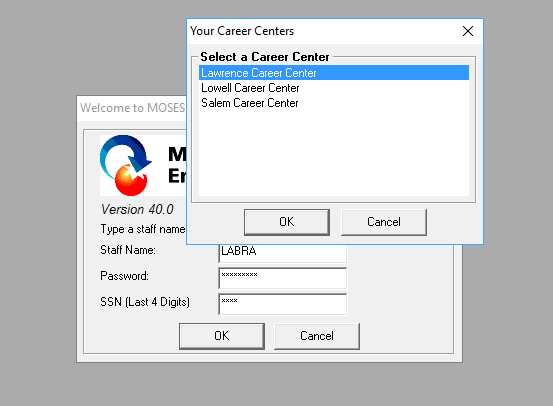 Your Career Centers
Select a Career Center
Lawrence Career Center
Lowell Career Center
Salem Career Center
OK
Cancel
Welcome to MOSES
Version 40.0
Type a staff name
Staff Name:
LABRA
Password:
*********
SSN (Last 4 Digits)
****
OK
Cancel